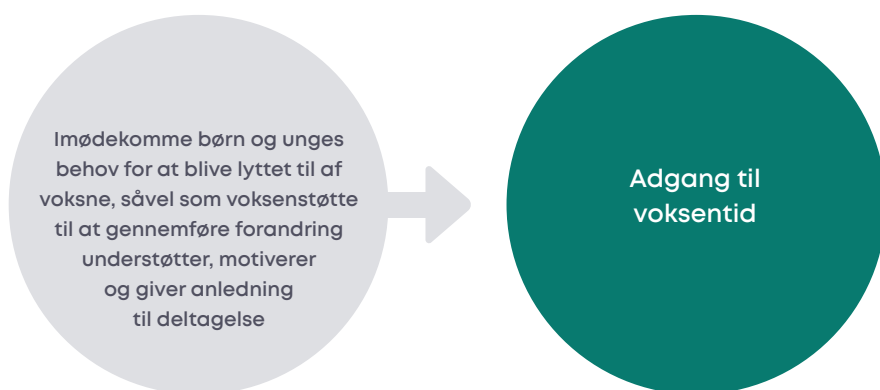 Imødekomme børn og unges
behov for at blive lyttet til af
voksne, såvel som voksenstøtte
til at gennemføre forandring
understøtter, motiverer
og giver anledning
til deltagelse
Adgang til
voksentid